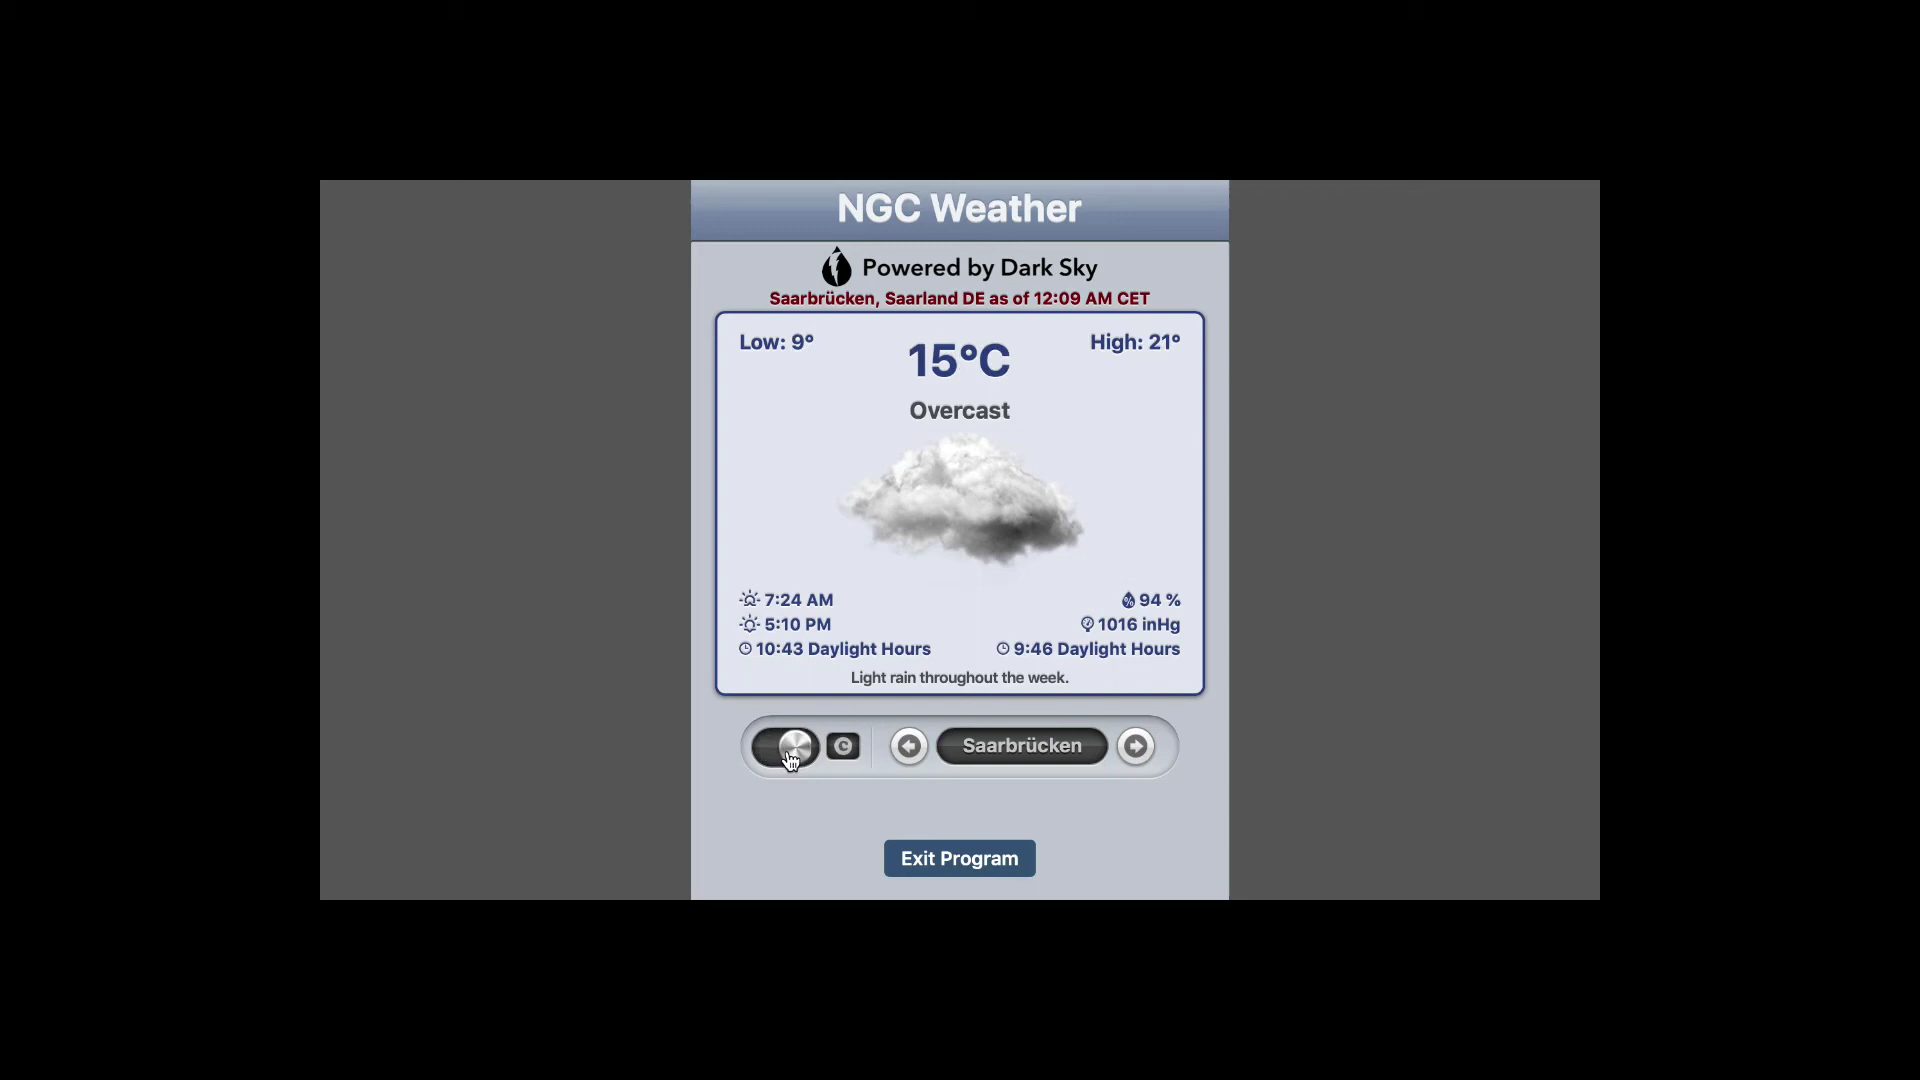 NGC Weather
Powered by Dark Sky
Saarbrücken, Saarland DE as of 12:09 AM CET
Low: 9°
15°C
High: 21°
Overcast
7:24 AM
94 %
5:10 PM
1016 inHg
10:43 Daylight Hours
9:46 Daylight Hours
Light rain throughout the week.
C
Saarbrücken
Exit Program